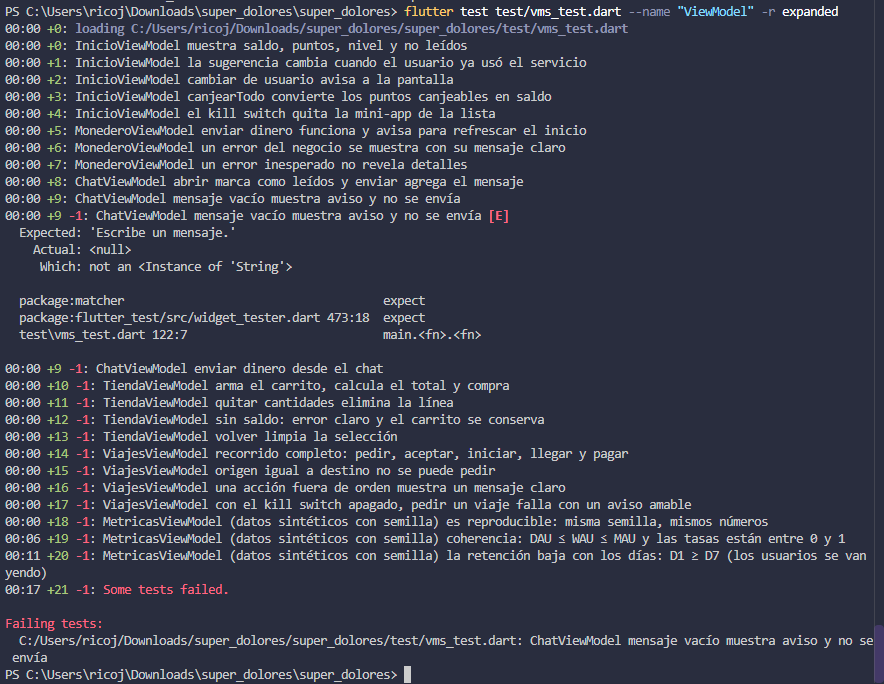 PS C:\Users\ricoj\Downloads\super_dolores\super_dolores> flutter test test/vms_test.dart --name "ViewModel" -r expanded
00:00 +0: loading C:/Users/ricoj/Downloads/super_dolores/super_dolores/test/vms_test.dart
00:00 +0: InicioViewModel muestra saldo, puntos, nivel y no leídos
00:00 +1: InicioViewModel la sugerencia cambia cuando el usuario ya usó el servicio
00:00 +2: InicioViewModel cambiar de usuario avisa a la pantalla
00:00 +3: InicioViewModel canjearTodo convierte los puntos canjeables en saldo
00:00 +4: InicioViewModel el kill switch quita la mini-app de la lista
00:00 +5: MonederoViewModel enviar dinero funciona y avisa para refrescar el inicio
00:00 +6: MonederoViewModel un error del negocio se muestra con su mensaje claro
00:00 +7: MonederoViewModel un error inesperado no revela detalles
00:00 +8: ChatViewModel abrir marca como leídos y enviar agrega el mensaje
00:00 +9: ChatViewModel mensaje vacío muestra aviso y no se envía
00:00 +9 -1: ChatViewModel mensaje vacío muestra aviso y no se envía [E]
Expected: 'Escribe un mensaje.'
Actual: <null>
Which: not an <Instance of 'String'>
package:matcher expect
package:flutter_test/src/widget_tester.dart 473:18 expect
test\vms_test.dart 122:7 main.<fn>.<fn>
00:00 +9 -1: ChatViewModel enviar dinero desde el chat
00:00 +10 -1: TiendaViewModel arma el carrito, calcula el total y compra
00:00 +11 -1: TiendaViewModel quitar cantidades elimina la línea
00:00 +12 -1: TiendaViewModel sin saldo: error claro y el carrito se conserva
00:00 +13 -1: TiendaViewModel volver limpia la selección
00:00 +14 -1: ViajesViewModel recorrido completo: pedir, aceptar, iniciar, llegar y pagar
00:00 +15 -1: ViajesViewModel origen igual a destino no se puede pedir
00:00 +16 -1: ViajesViewModel una acción fuera de orden muestra un mensaje claro
00:00 +17 -1: ViajesViewModel con el kill switch apagado, pedir un viaje falla con un aviso amable
00:00 +18 -1: MetricasViewModel (datos sintéticos con semilla) es reproducible: misma semilla, mismos números
00:06 +19 -1: MetricasViewModel (datos sintéticos con semilla) coherencia: DAU ≤ WAU ≤ MAU y las tasas están entre 0 y 1
00:11 +20 -1: MetricasViewModel (datos sintéticos con semilla) la retención baja con los días: D1 ≥ D7 (los usuarios se van
yendo)
00:17 +21 -1: Some tests failed.
Failing tests:
C:/Users/ricoj/Downloads/super_dolores/super_dolores/test/vms_test.dart: ChatViewModel mensaje vacío muestra aviso y no se
envía
PS C:\Users\ricoj\Downloads\super_dolores\super_dolores>